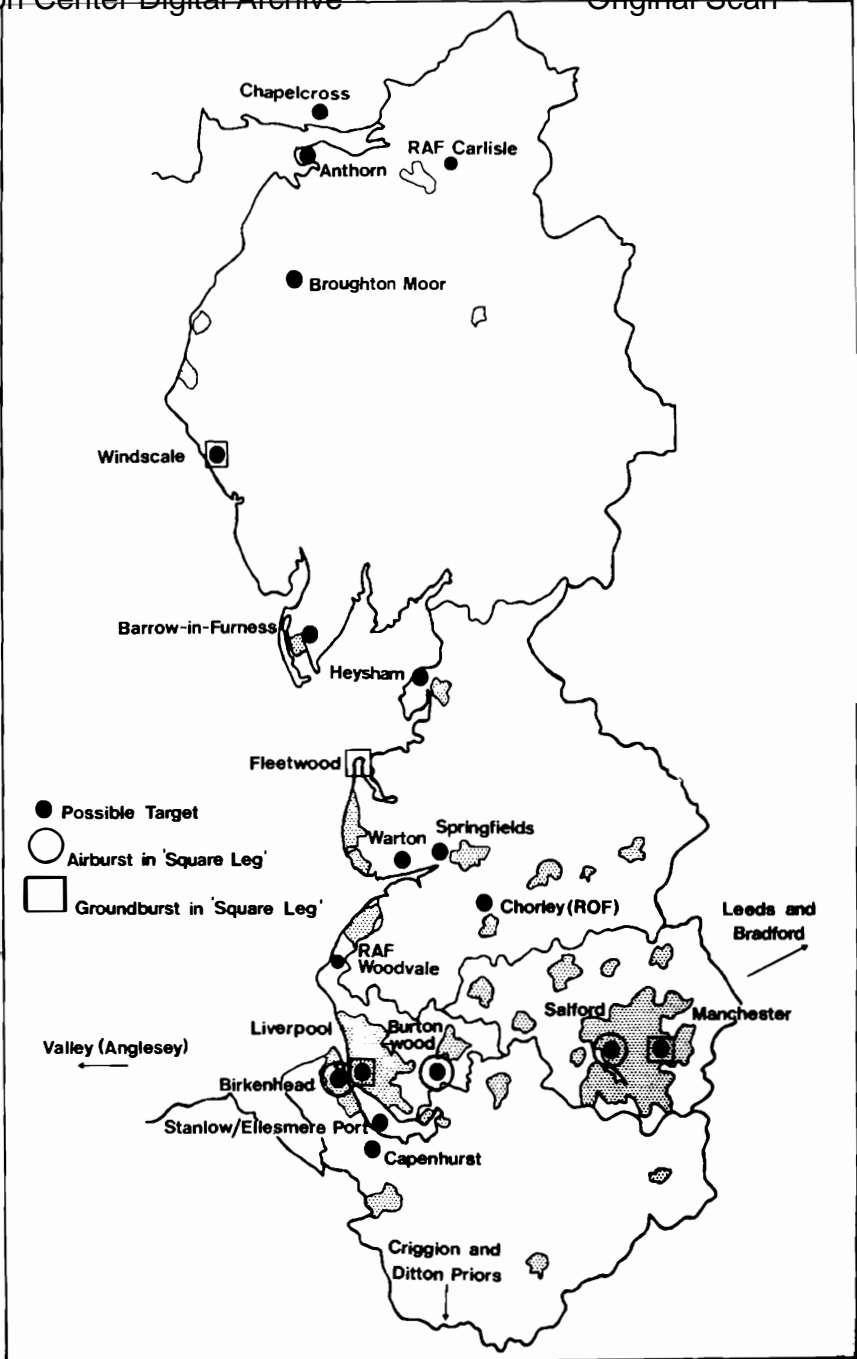 on Center Digital Archive
Original Scan
Chapelcross
RAF Carlisle
Anthorn
Broughton Moor
Windscale
Barrow-in-Furness
Heysham
Fleetwood
Possible Target
Airburst in 'Square Leg'
Groundburst in 'Square Leg'
Warton
Springfields
Chorley (ROF)
Leeds and
Bradford
RAF
Woodvale
Salford
Manchester
Liverpool
Burton
wood
Valley (Anglesey)
Birkenhead
Stanlow/Ellesmere Port
Capenhurst
Criggion and
Ditton Priors